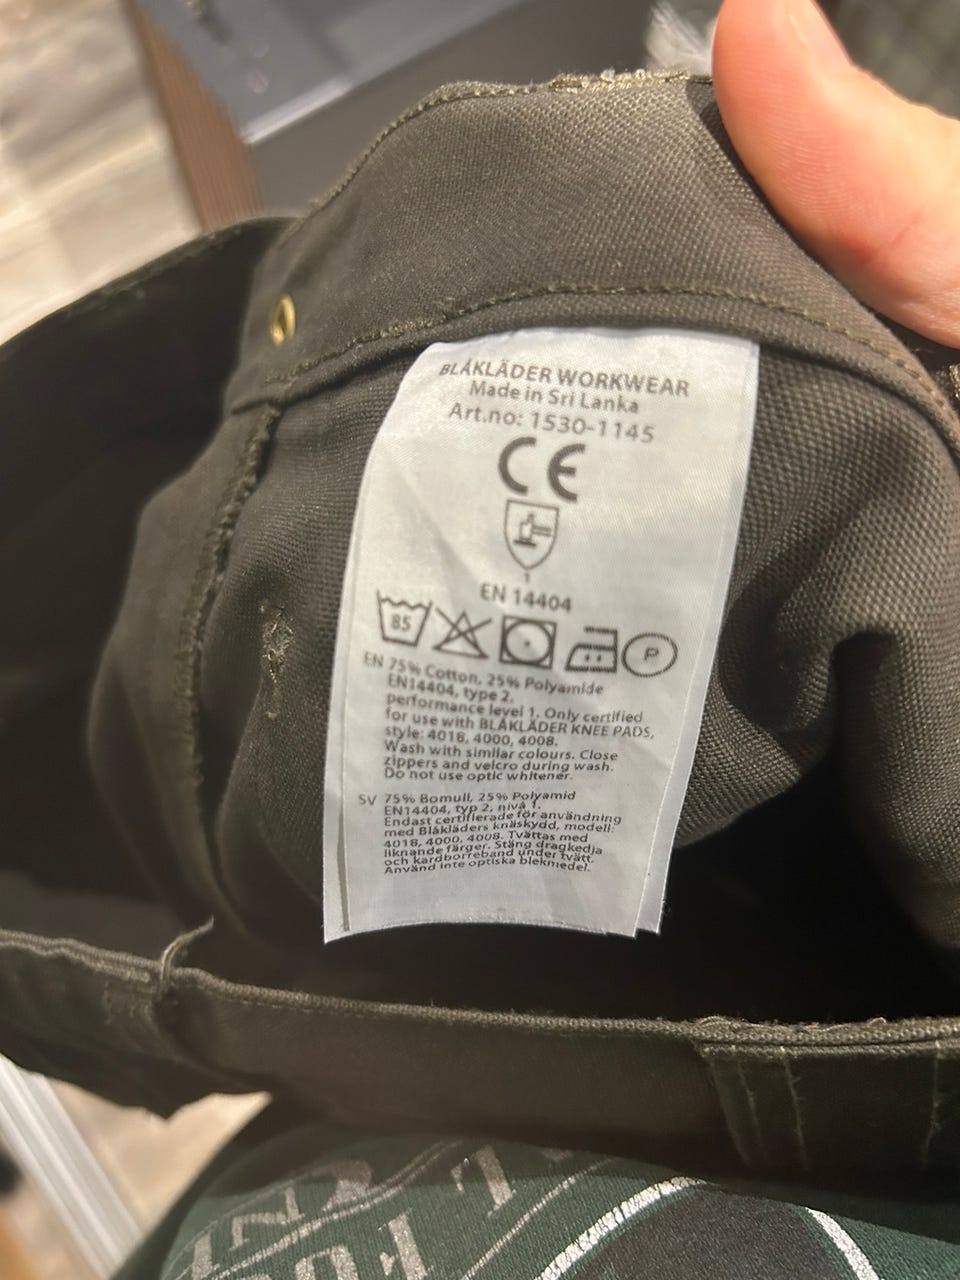 BLÅKLÄDER WORKWEAR
Made in Sri Lanka
Art.no: 1530-1145
CE
1
EN 14404
85
P
EN 75% Cotton, 25% Polyamide
EN14404, type 2,
performance level 1. Only certified
for use with BLÅKLÄDER KNEE PADS,
style: 4018, 4000, 4008.
Wash with similar colours. Close
zippers and velcro during wash.
Do not use optic whitener.
SV 75% Bomull, 25% Polyamid
EN14404, typ 2, nivå 1.
Endast certifierade för användning
med Blåkläders knäskydd, modell:
4018, 4000, 4008. Tvättas med
liknande färger. Stäng dragkedja
och kardborreband under tvätt.
Använd inte optiska blekmedel.